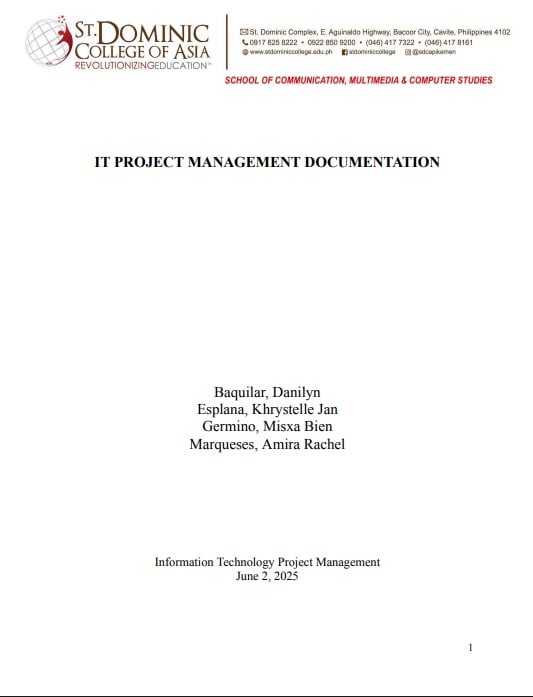 ST. DOMINIC
COLLEGE OF ASIA
REVOLUTIONIZINGEDUCATION
St. Dominic Complex, E. Aguinaldo Highway, Bacoor City, Cavite, Philippines 4102
0917 625 8222 • 0922 850 9200 • (046) 417 7322 • (046) 417 8161
www.stdominiccollege.edu.ph stdominiccollege @sdcapikemen
SCHOOL OF COMMUNICATION, MULTIMEDIA & COMPUTER STUDIES
IT PROJECT MANAGEMENT DOCUMENTATION
Baquilar, Danilyn
Esplana, Khrystelle Jan
Germino, Misxa Bien
Marqueses, Amira Rachel
Information Technology Project Management
June 2, 2025
1